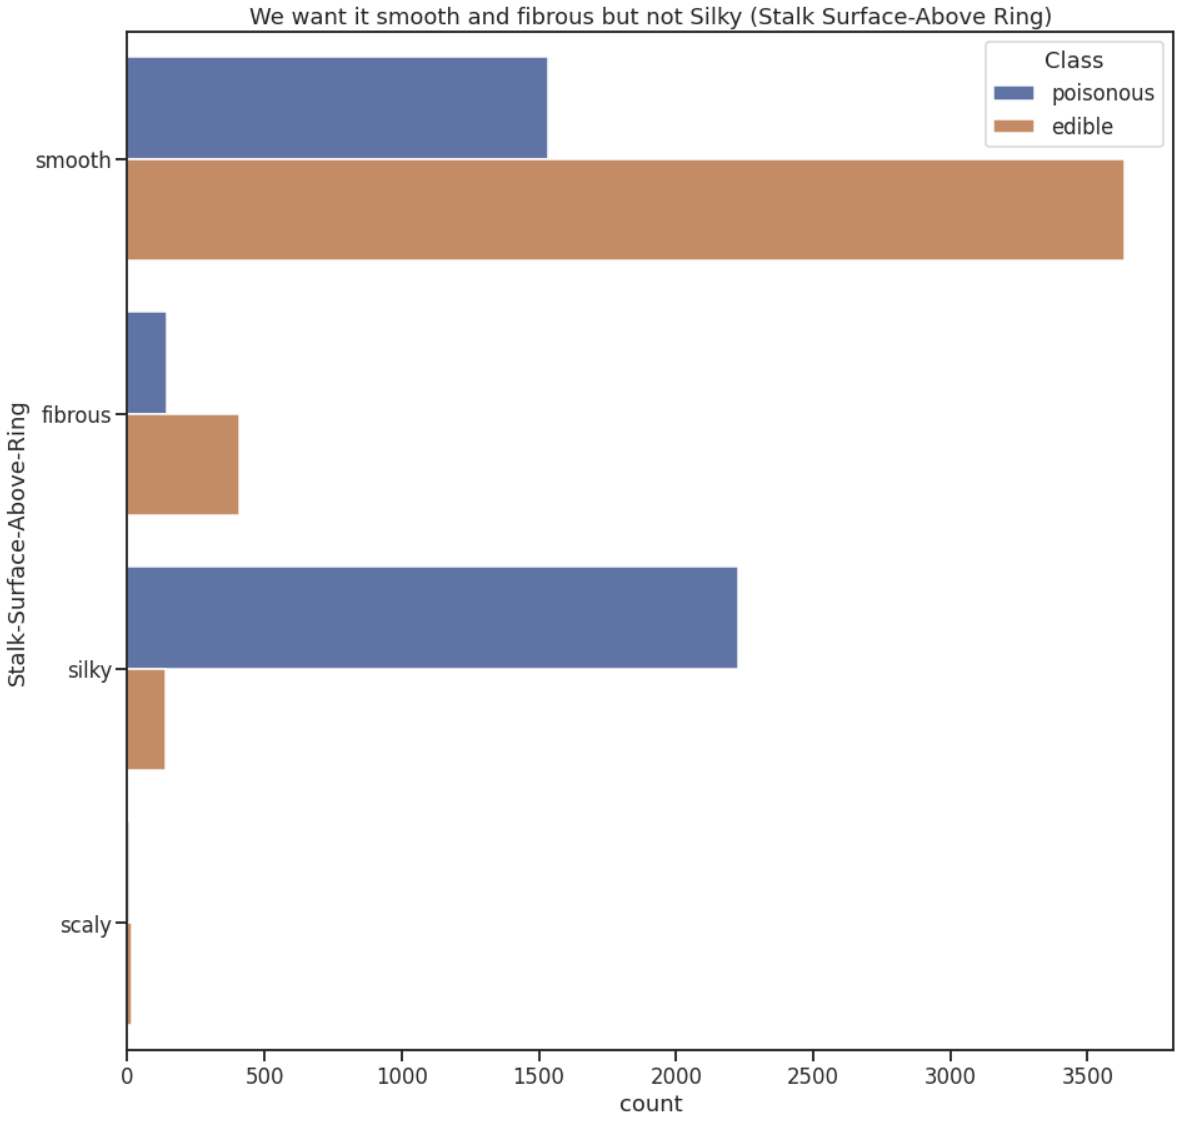 We want it smooth and fibrous but not Silky (Stalk Surface-Above Ring)
Class
poisonous
edible
Stalk-Surface-Above-Ring
smooth
fibrous
silky
scaly
0 500 1000 1500 2000 2500 3000 3500
count